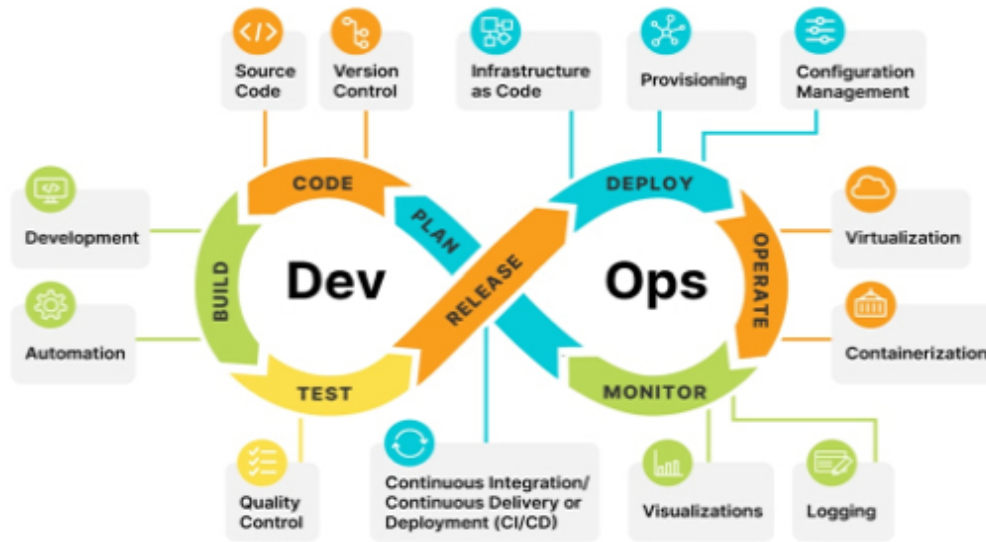 Source
Code
Version
Control
Infrastructure
as Code
Provisioning
Configuration
Management
CODE
PLAN
DEPLOY
Development
BUILD
Dev
RELEASE
Ops
OPERATE
Virtualization
Automation
Containerization
TEST
MONITOR
Quality
Control
Continuous Integration/
Continuous Delivery or
Deployment (CI/CD)
Visualizations
Logging